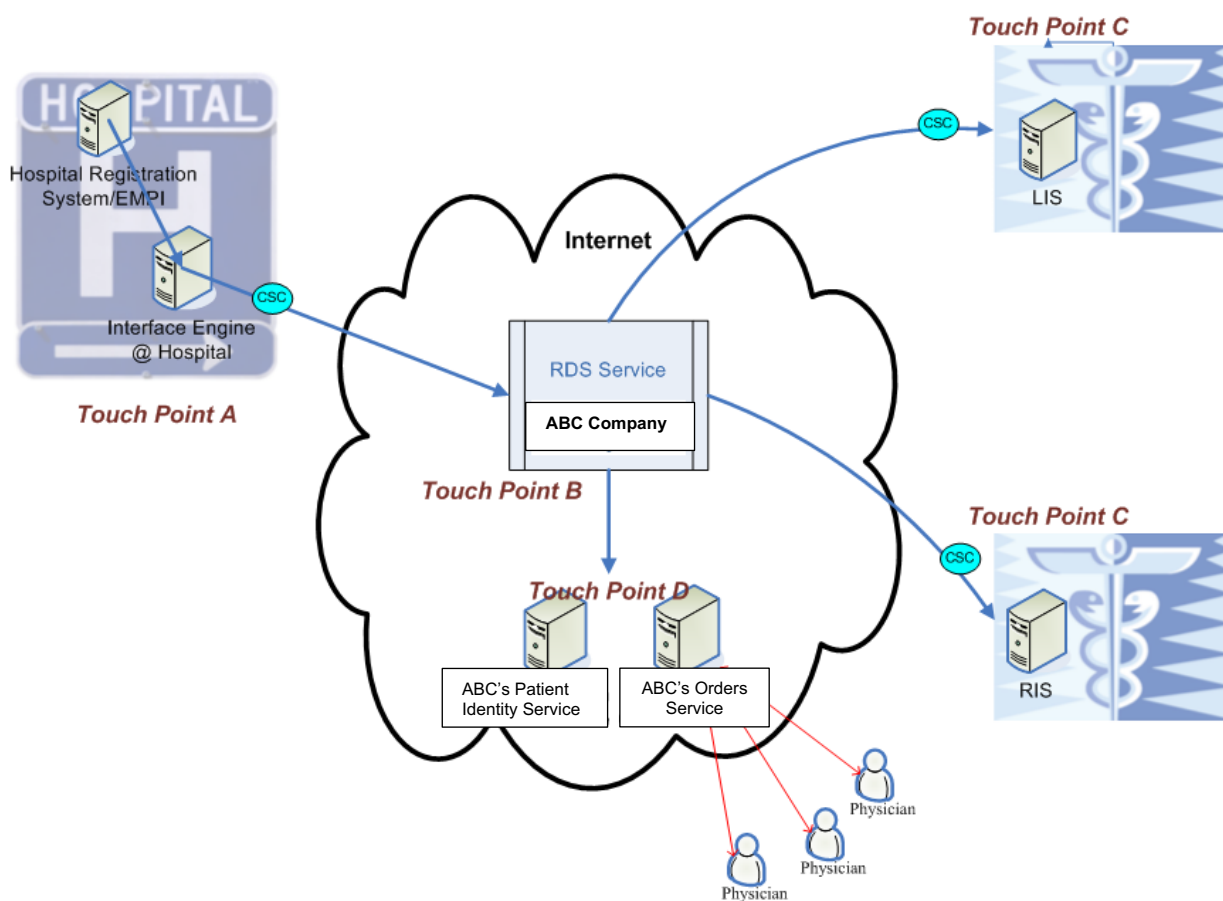 Touch Point C
HOSPITAL
CSC
Hospital Registration
System/EMPI
LIS
Internet
CSC
Interface Engine
@ Hospital
RDS Service
ABC Company
Touch Point A
Touch Point B
Touch Point C
CSC
Touch Point D
RIS
ABC's Patient
Identity Service
ABC's Orders
Service
Physician
Physician
Physician